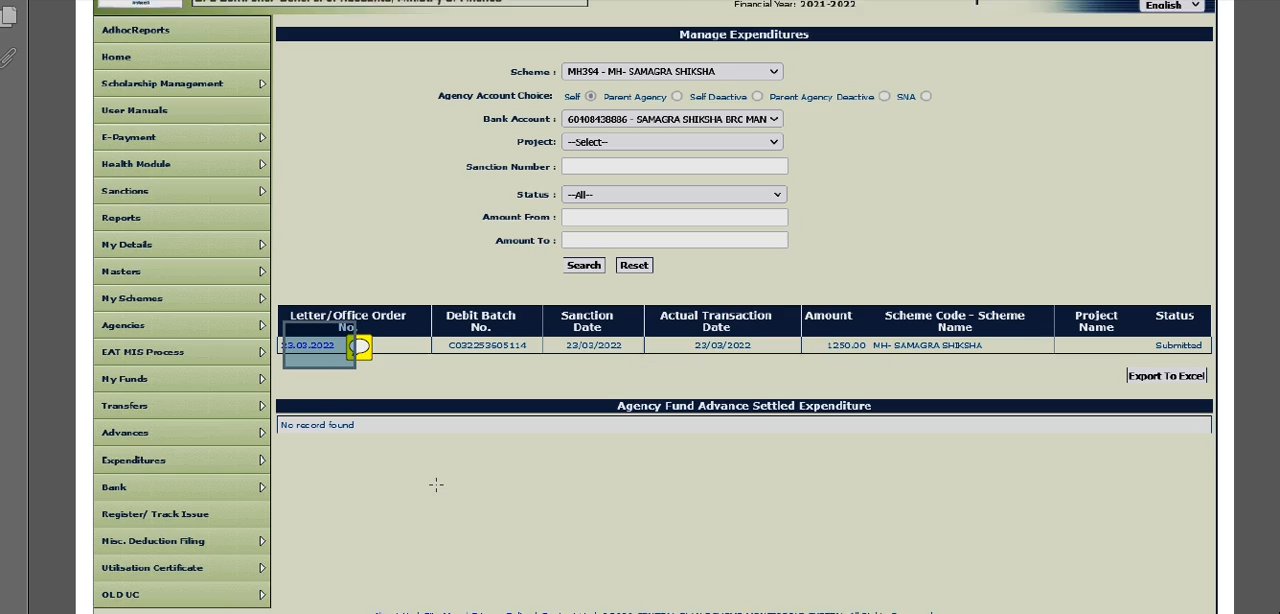 Financial Year: 2021-2022
English
AdhocReports
Home
Scholarship Management
User Manuals
E-Payment
Health Module
Sanctions
Reports
My Details
Masters
My Schemes
Agencies
EAT MIS Process
My Funds
Transfers
Advances
Expenditures
Bank
Register/ Track Issue
Misc. Deduction Filing
Utilisation Certificate
OLD UC
Manage Expenditures
Scheme : MH394 - MH- SAMAGRA SHIKSHA
Agency Account Choice: Self Parent Agency Self Deactive Parent Agency Deactive SNA
Bank Account : 60408438886 - SAMAGRA SHIKSHA BRC MAN
Project: --Select--
Sanction Number :
Status : --All--
Amount From :
Amount To :
Search Reset
Letter/Office Order No. Debit Batch No. Sanction Date Actual Transaction Date Amount Scheme Code - Scheme Name Project Name Status
23.03.2022 C032253605114 23/03/2022 23/03/2022 1250.00 MH- SAMAGRA SHIKSHA Submitted
Export To Excel
Agency Fund Advance Settled Expenditure
No record found